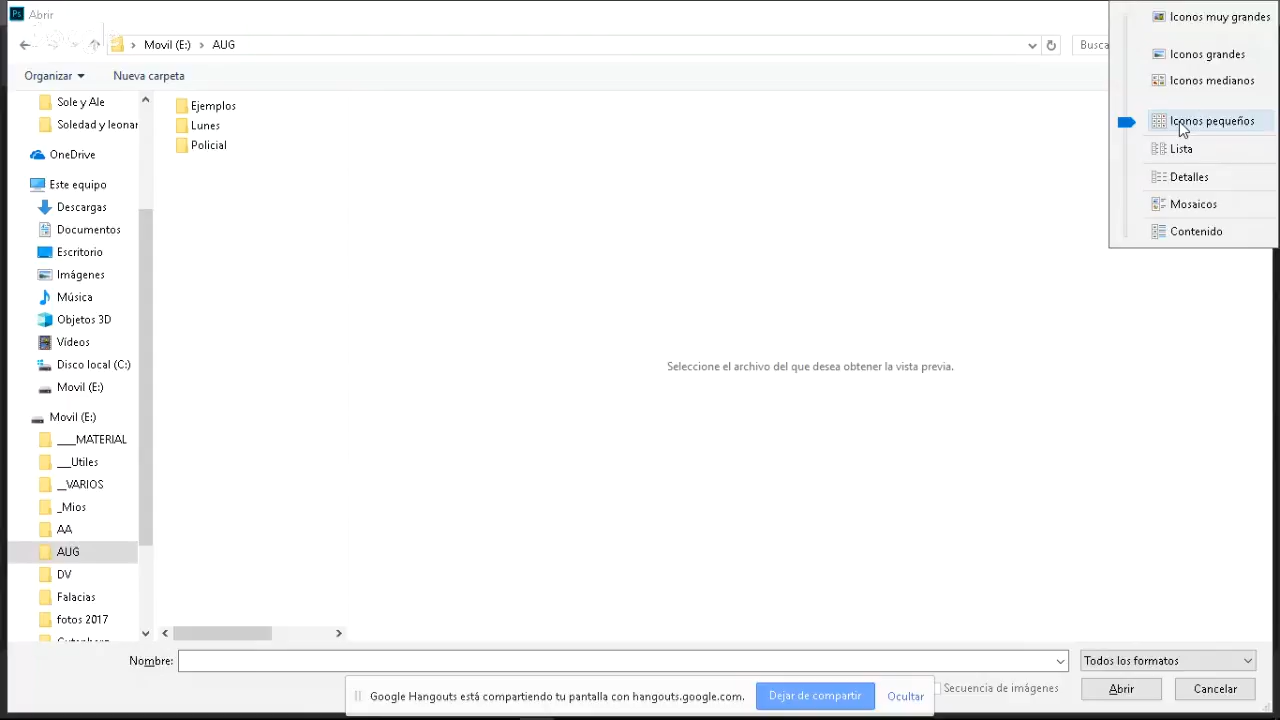 Abrir
Movil (E:) > AUG
Busca
Organizar
Nueva carpeta
Sole y Ale
Soledad y leonar
OneDrive
Este equipo
Descargas
Documentos
Escritorio
Imágenes
Música
Objetos 3D
Vídeos
Disco local (C:)
Movil (E:)
Movil (E:)
___MATERIAL
__Utiles
__VARIOS
_Mios
AA
AUG
DV
Falacias
fotos 2017
Ejemplos
Lunes
Policial
Seleccione el archivo del que desea obtener la vista previa.
Iconos muy grandes
Iconos grandes
Iconos medianos
Iconos pequeños
Lista
Detalles
Mosaicos
Contenido
Nombre:
Todos los formatos
Secuencia de imágenes
Abrir
Cancelar
Google Hangouts está compartiendo tu pantalla con hangouts.google.com.
Dejar de compartir
Ocultar